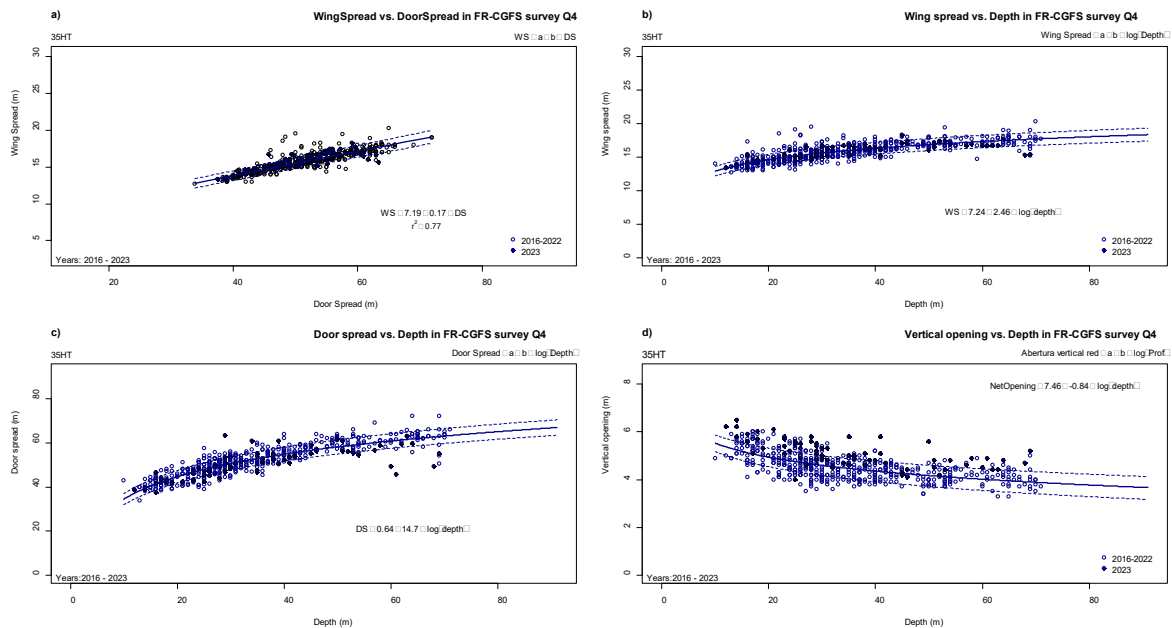 a)
WingSpread vs. DoorSpread in FR-CGFS survey Q4
35HT
WS □ a □ b □ DS
Wing Spread (m)
30
25
20
15
10
5
WS □ 7.19 □ 0.17 □ DS
r² □ 0.77
2016-2022
2023
Years: 2016 - 2023
20 40 60 80
Door Spread (m)
b)
Wing spread vs. Depth in FR-CGFS survey Q4
35HT
Wing Spread □ a □ b □ log□Depth□
Wing spread (m)
30
25
20
15
10
5
0
WS □ 7.24 □ 2.46 □ log□depth□
2016-2022
2023
Years: 2016 - 2023
0 20 40 60 80
Depth (m)
c)
Door spread vs. Depth in FR-CGFS survey Q4
35HT
Door Spread □ a □ b □ log□Depth□
Door spread (m)
80
60
40
20
0
DS □ 0.64 □ 14.7 □ log□depth□
Years:2016 - 2023
0 20 40 60 80
Depth (m)
d)
Vertical opening vs. Depth in FR-CGFS survey Q4
35HT
Abertura vertical red □ a □ b □ log□Prof□
Vertical opening (m)
8
6
4
2
NetOpening □ 7.46 □ -0.84 □ log□depth□
2016-2022
2023
Years:2016 - 2023
0 20 40 60 80
Depth (m)